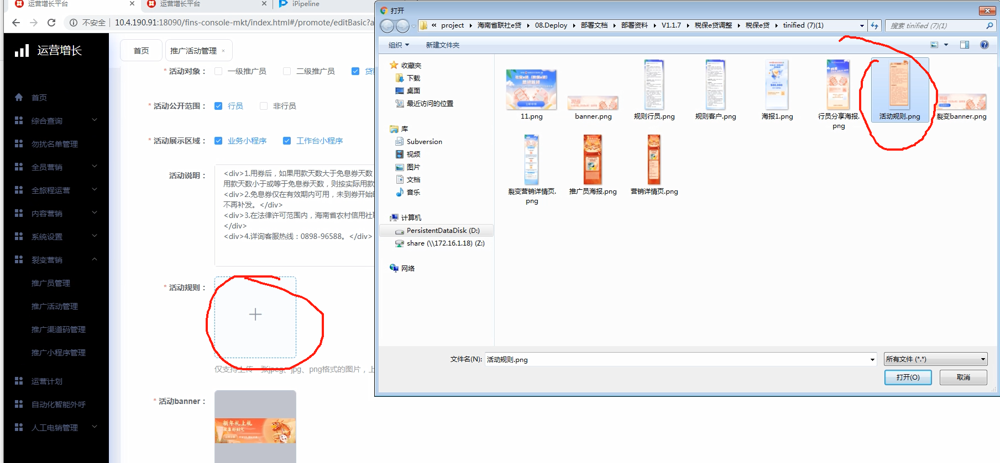 运营增长平台
运营增长平台
iPipeline
不安全
10.4.190.91:18090/fins-console-mkt/index.html#/promote/editBasic?a
运营增长
首页
推广活动管理
首页
综合查询
勿扰名单管理
全员营销
全旅程运营
内容营销
系统设置
裂变营销
推广员管理
推广活动管理
推广渠道码管理
推广小程序管理
运营计划
自动化智能外呼
人工电销管理
* 活动对象：
一级推广员
二级推广员
* 活动公开范围：
行员
非行员
* 活动展示区域：
业务小程序
工作台小程序
活动说明：
<div>1.用券后，如果用款天数大于免息券天数
用款天数小于或等于免息券天数，则按实际用款
<div>2.免息券仅在有效期内可用，未到券开始
不再补发。</div>
<div>3.在法律许可范围内，海南省农村信用社
</div>
<div>4.详询客服热线：0898-96588。</div>
* 活动规则：
仅支持上传一张jpeg、jpg、png格式的图片，上
* 活动banner：
新年礼上礼
打开
« project
海南省联社e贷
08.Deploy
部署文档
部署资料
V1.1.7
税保e贷调整
税保e贷
tinified (7)(1)
搜索 tinified (7)(1)
组织
新建文件夹
收藏夹
下载
桌面
最近访问的位置
库
Subversion
视频
图片
文档
音乐
计算机
PersistentDataDisk (D:)
share (\\172.16.1.18) (Z:)
网络
11.png
banner.png
规则行员.png
规则客户.png
海报1.png
行员分享海报.
png
活动规则.png
裂变banner.png
裂变营销详情页.
png
推广员海报.png
营销详情页.png
文件名(N):
活动规则.png
所有文件 (*.*)
打开(O)
取消